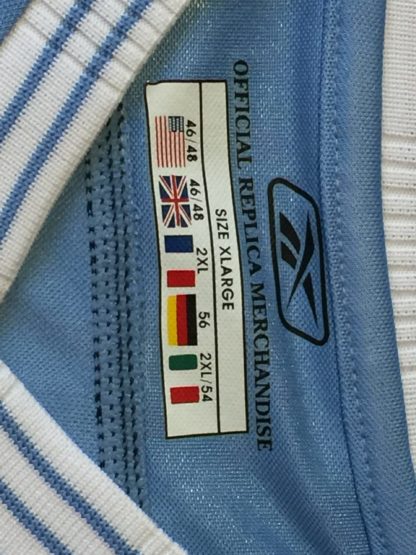 OFFICIAL REPLICA MERCHANDISE
SIZE XLARGE
46/48
46/48
2XL
56
2XL/54